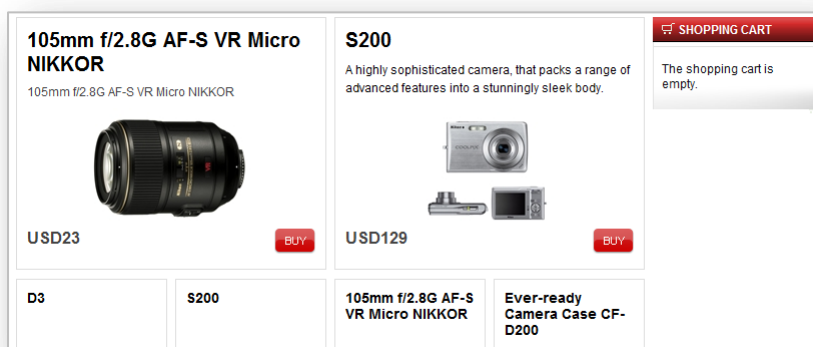 105mm f/2.8G AF-S VR Micro
NIKKOR
105mm f/2.8G AF-S VR Micro NIKKOR
USD23
BUY
S200
A highly sophisticated camera, that packs a range of
advanced features into a stunningly sleek body.
Nikon
COOLPIX
USD129
BUY
SHOPPING CART
The shopping cart is
empty.
D3
S200
105mm f/2.8G AF-S
VR Micro NIKKOR
Ever-ready
Camera Case CF-
D200